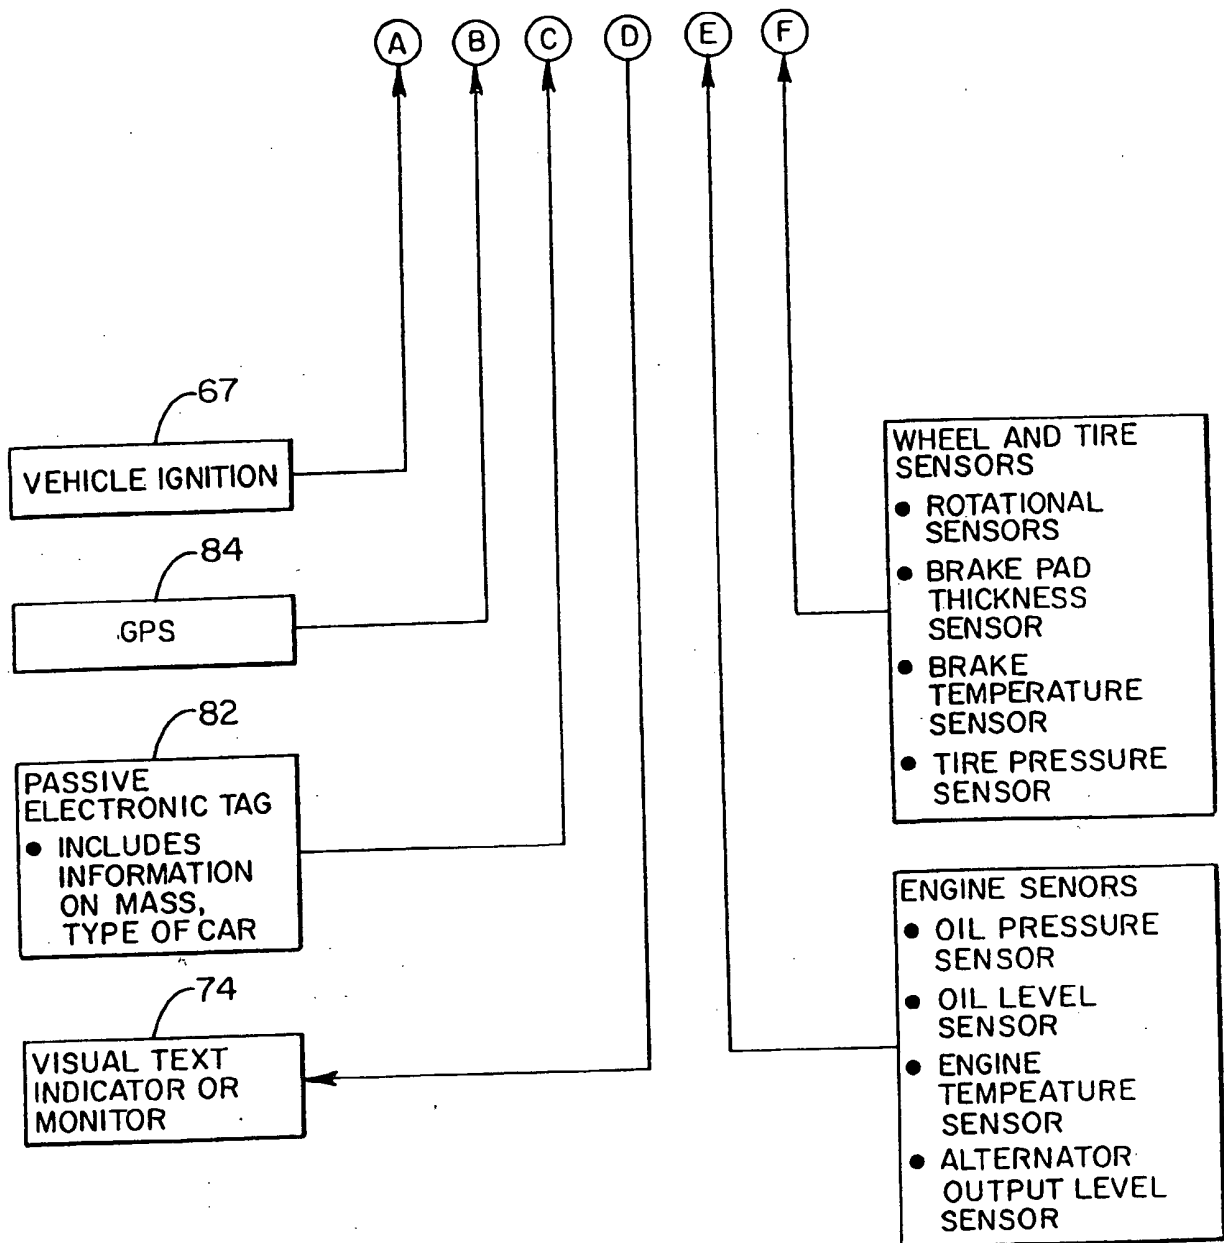 A B C D E F
67
VEHICLE IGNITION
84
GPS
82
PASSIVE
ELECTRONIC TAG
● INCLUDES
INFORMATION
ON MASS,
TYPE OF CAR
74
VISUAL TEXT
INDICATOR OR
MONITOR
WHEEL AND TIRE
SENSORS
● ROTATIONAL
SENSORS
● BRAKE PAD
THICKNESS
SENSOR
● BRAKE
TEMPERATURE
SENSOR
● TIRE PRESSURE
SENSOR
ENGINE SENORS
● OIL PRESSURE
SENSOR
● OIL LEVEL
SENSOR
● ENGINE
TEMPEATURE
SENSOR
● ALTERNATOR
OUTPUT LEVEL
SENSOR